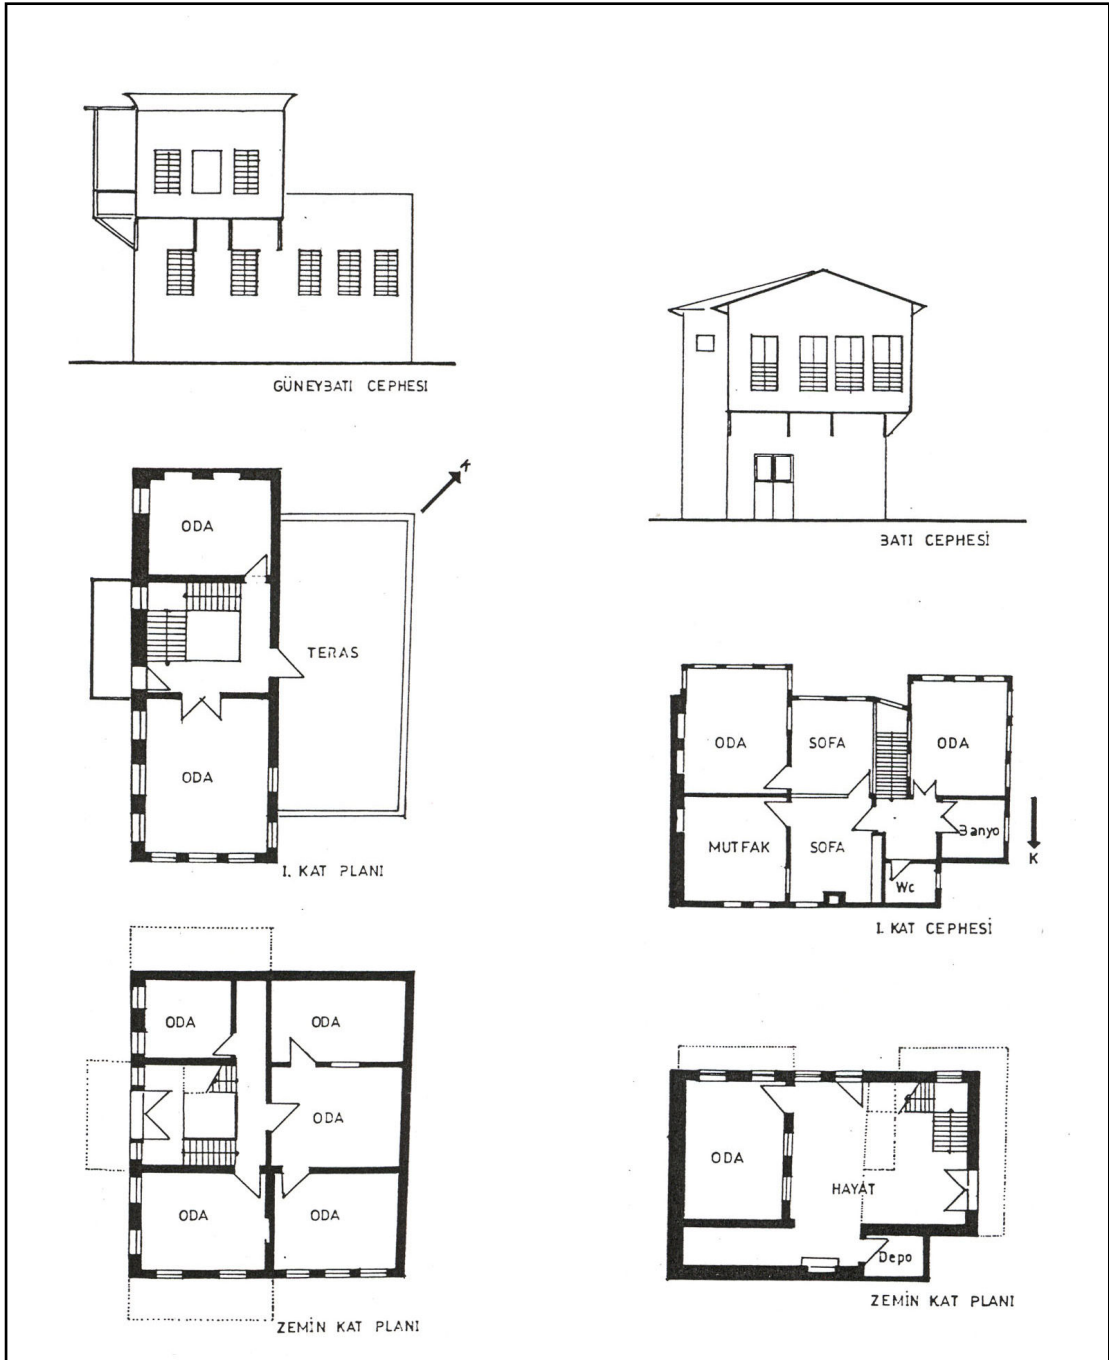 GÜNEYBATI CEPHESI
K
ODA
TERAS
ODA
I. KAT PLANI
ODA
ODA
ODA
ODA
ODA
ZEMİN KAT PLANI
BATI CEPHESİ
ODA
SOFA
ODA
MUTFAK
SOFA
Banyo
Wc
K
I. KAT CEPHESİ
ODA
HAYAT
Depo
ZEMİN KAT PLANI